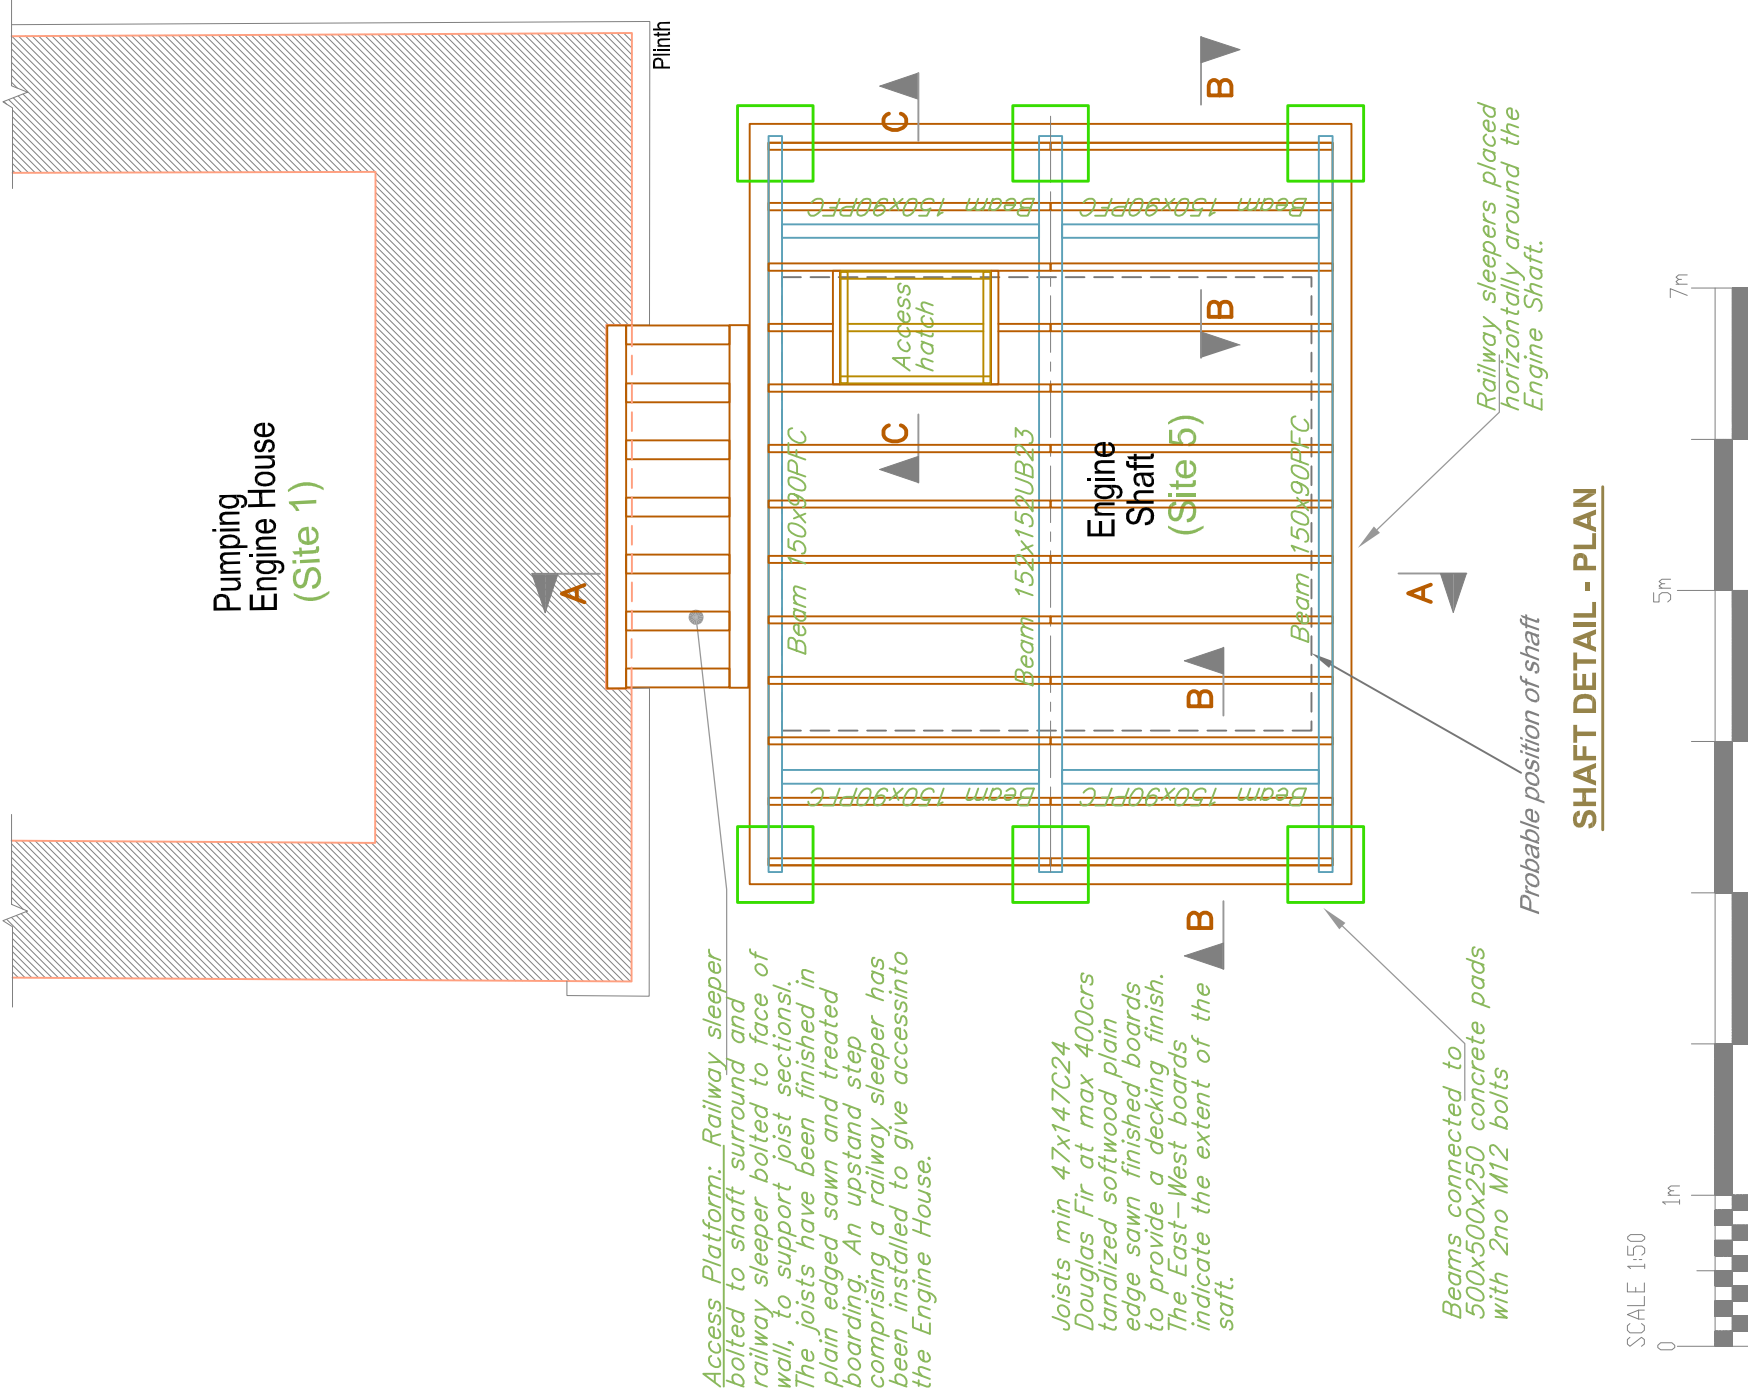 Plinth
Pumping
Engine House
(Site 1)
A
A
B
B
B
B
C
C
Beam 150x90PFC
Beam 150x90PFC
Beam 150x90PFC
Beam 150x90PFC
Beam 150x90PFC
Beam 152x152UB23
Beam 150x90PFC
Access
hatch
Engine
Shaft
(Site 5)
Access Platform: Railway sleeper
bolted to shaft surround and
railway sleeper bolted to face of
wall, to support joist sectionsl.
The joists have been finished in
plain edged sawn and treated
boarding. An upstand step
comprising a railway sleeper has
been installed to give accessinto
the Engine House.
Joists min 47x147C24
Douglas Fir at max 400crs
tanalized softwood plain
edge sawn finished boards
to provide a decking finish.
The East-West boards
indicate the extent of the
saft.
Beams connected to
500x500x250 concrete pads
with 2no M12 bolts
Probable position of shaft
Railway sleepers placed
horizontally around the
Engine Shaft.
SHAFT DETAIL - PLAN
SCALE 1:50
0
1m
5m
7m